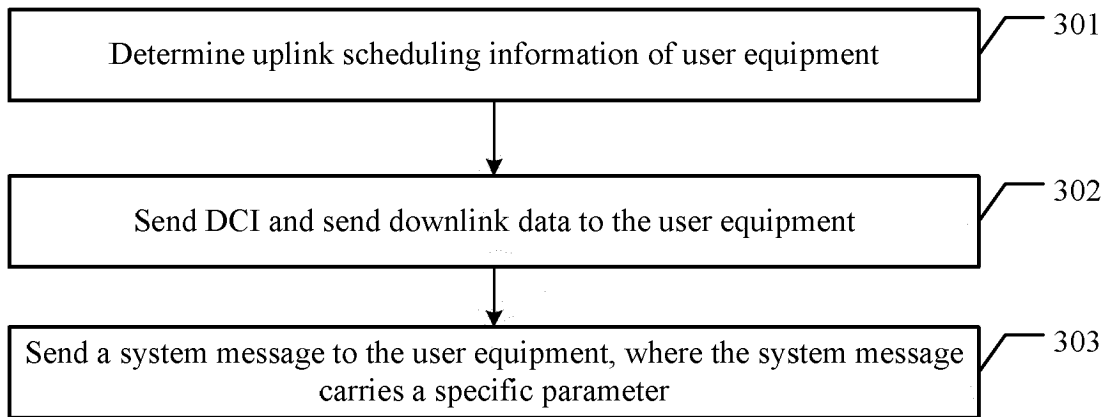 Determine uplink scheduling information of user equipment
301
Send DCI and send downlink data to the user equipment
302
Send a system message to the user equipment, where the system message
carries a specific parameter
303